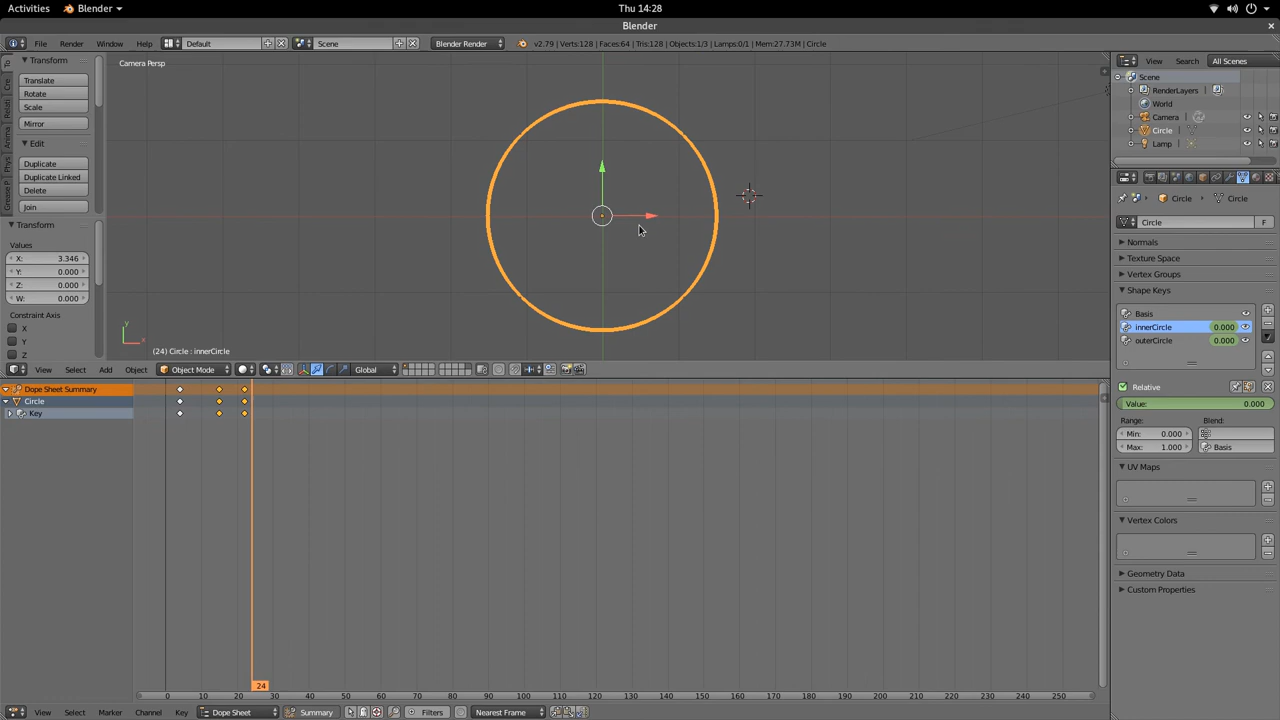 Activities Blender Thu 14:28
Blender
File Render Window Help Default Scene Blender Render v2.79 | Verts:128 | Faces:64 | Tris:128 | Objects:1/3 | Lamps:0/1 | Mem:27.73M | Circle
View Search All Scenes
Transform
Translate
Rotate
Scale
Mirror
Edit
Duplicate
Duplicate Linked
Delete
Join
Transform
Values
X: 3.346
Y: 0.000
Z: 0.000
W: 0.000
Constraint Axis
X
Y
Z
To
Cre
Relati
Anima
Phys
Grease P
Camera Persp
y
x
(24) Circle : innerCircle
View Select Add Object Object Mode Global
Dope Sheet Summary
Circle
Key
24
0 10 20 30 40 50 60 70 80 90 100 110 120 130 140 150 160 170 180 190 200 210 220 230 240 250
View Select Marker Channel Key Dope Sheet Summary Filters Nearest Frame
Scene
RenderLayers
World
Camera
Circle
Lamp
Circle Circle
Circle F
Normals
Texture Space
Vertex Groups
Shape Keys
Basis
innerCircle 0.000
outerCircle 0.000
Relative
Value: 0.000
Range: Blend:
Min: 0.000
Max: 1.000 Basis
UV Maps
Vertex Colors
Geometry Data
Custom Properties